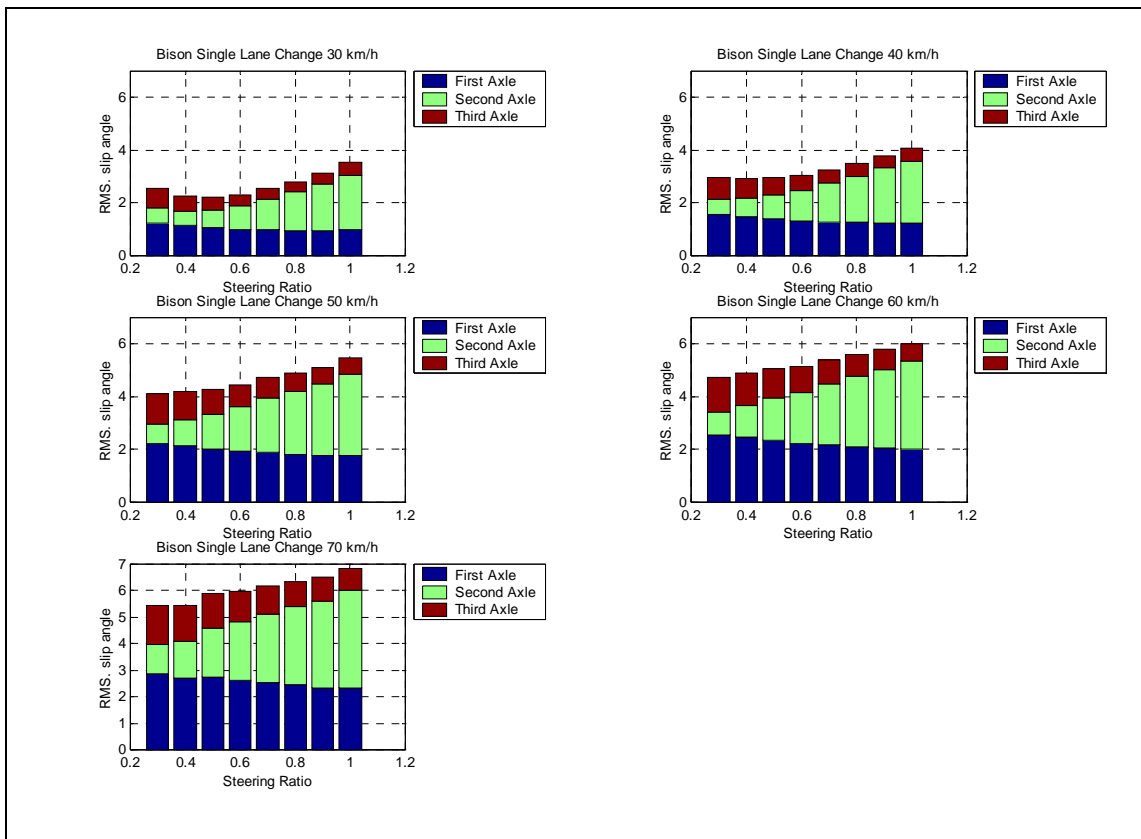 Bison Single Lane Change 30 km/h
RMS. slip angle
6
4
2
0
0.2 0.4 0.6 0.8 1 1.2
Steering Ratio
First Axle
Second Axle
Third Axle
Bison Single Lane Change 40 km/h
RMS. slip angle
6
4
2
0
0.2 0.4 0.6 0.8 1 1.2
Steering Ratio
First Axle
Second Axle
Third Axle
Bison Single Lane Change 50 km/h
RMS. slip angle
6
4
2
0
0.2 0.4 0.6 0.8 1 1.2
Steering Ratio
First Axle
Second Axle
Third Axle
Bison Single Lane Change 60 km/h
RMS. slip angle
6
4
2
0
0.2 0.4 0.6 0.8 1 1.2
Steering Ratio
First Axle
Second Axle
Third Axle
Bison Single Lane Change 70 km/h
RMS. slip angle
7
6
5
4
3
2
1
0
0.2 0.4 0.6 0.8 1 1.2
Steering Ratio
First Axle
Second Axle
Third Axle